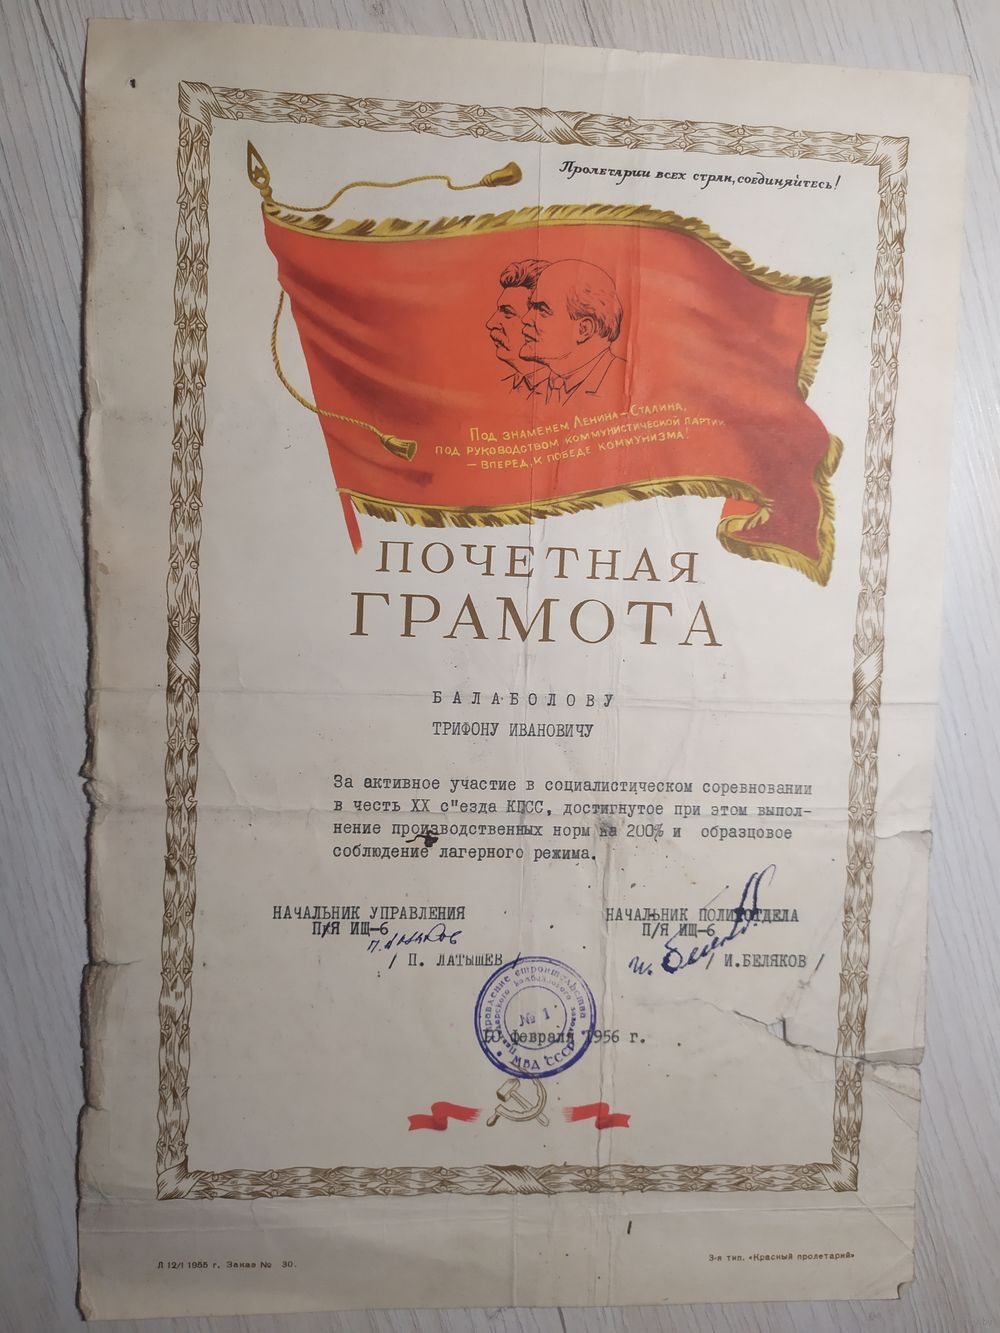 Пролетарии всех стран, соединяйтесь!
Под знаменем Ленина-Сталина,
под руководством коммунистической партии
– вперед, к победе коммунизма!
ПОЧЕТНАЯ
ГРАМОТА
БАЛАБОЛОВУ
ТРИФОНУ ИВАНОВИЧУ
За активное участие в социалистическом соревновании
в честь XX с"езда КПСС, достигнутое при этом выпол-
нение производственных норм на 200% и образцовое
соблюдение лагерного режима.
НАЧАЛЬНИК УПРАВЛЕНИЯ
П/Я ИЩ-6
/ П. ЛАТЫШЕВ /
НАЧАЛЬНИК ПОЛИТОТДЕЛА
П/Я ИЩ-6
/ И.БЕЛЯКОВ /
Управление строительства
№ 1
МВД СССР
февраля 1956 г.
Л 12/I 1955 г. Заказ № 30.
3-я тип. «Красный пролетарий»